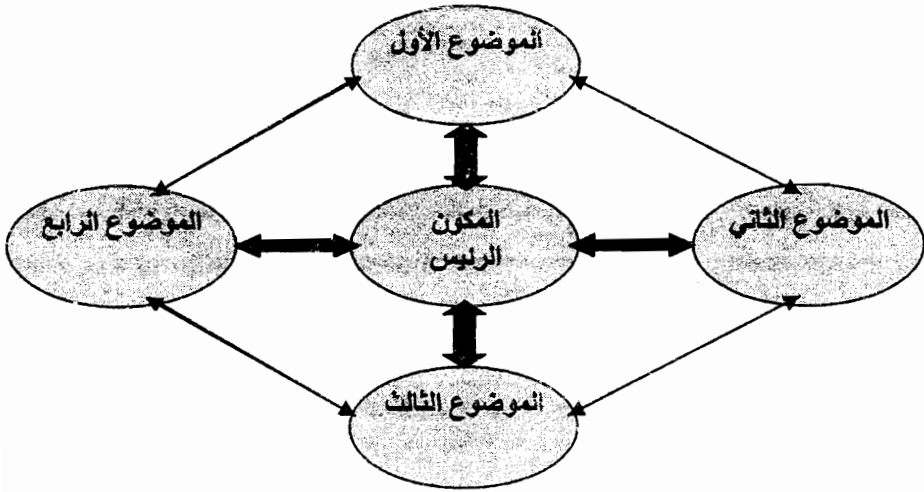 الموضوع الأول
الموضوع الثاني
المكون
الرئيس
الموضوع الرابع
الموضوع الثالث